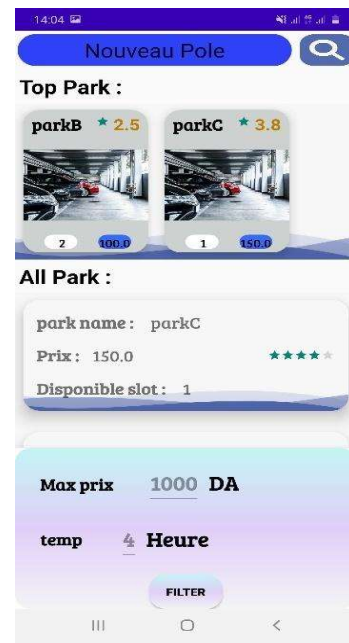 14:04
Nouveau Pole
Top Park :
parkB ★ 2.5 parkC ★ 3.8
2 100.0 1 150.0
All Park :
park name : parkC
Prix : 150.0 ★★★★★
Disponible slot : 1
Max prix 1000 DA
temp 4 Heure
FILTER